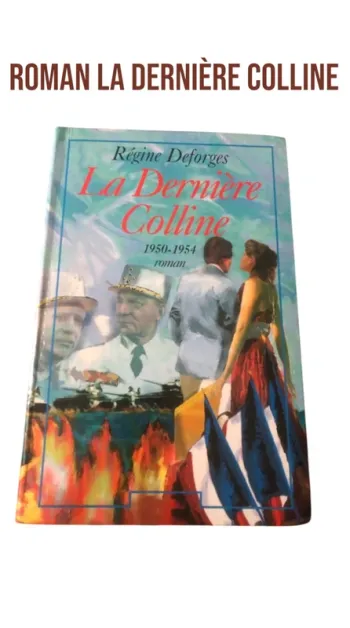 ROMAN LA DERNIÈRE COLLINE
Régine Deforges
La Dernière
Colline
1950-1954
roman